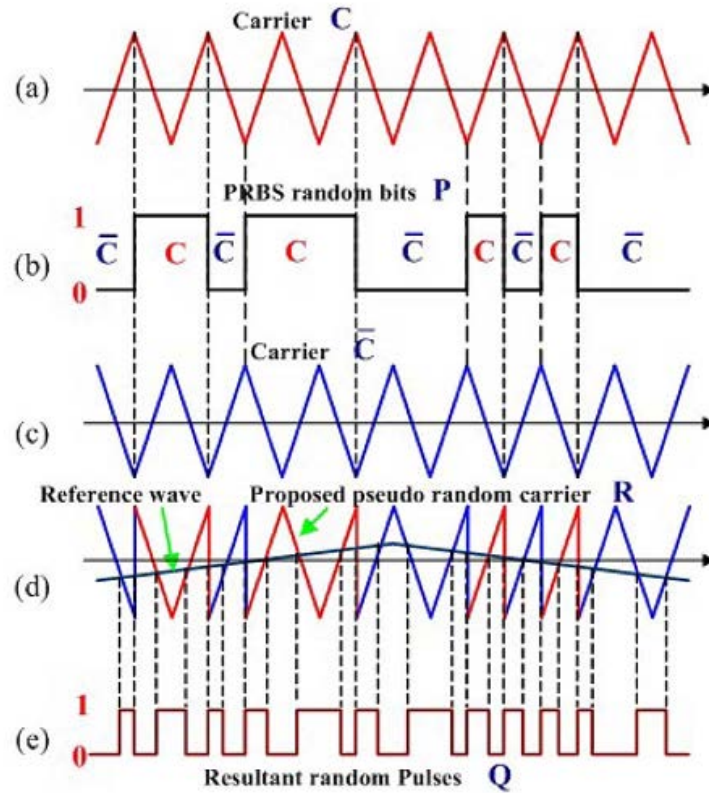 Carrier C
(a)
PRBS random bits P
1
C̅ C C̅ C C̅ C C̅ C C̅
(b)
0
Carrier C̅
(c)
Reference wave Proposed pseudo random carrier R
(d)
1
(e)
0
Resultant random Pulses Q